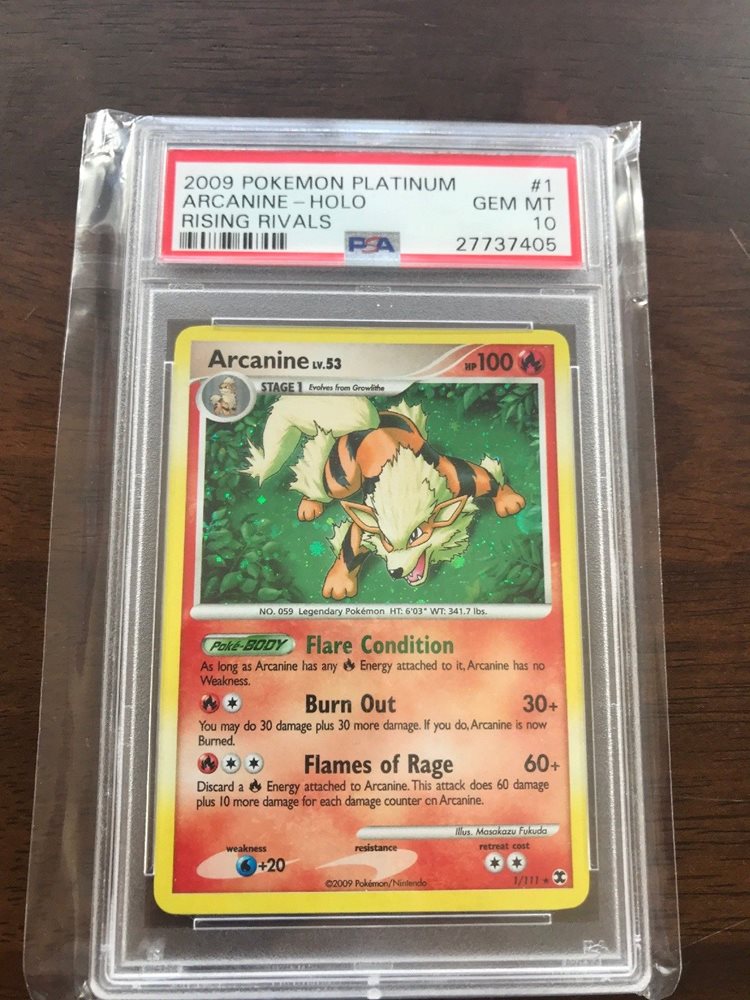 2009 POKEMON PLATINUM #1
ARCANINE - HOLO GEM MT
RISING RIVALS 10
PSA 27737405
Arcanine LV.53 HP 100
STAGE 1 Evolves from Growlithe
NO. 059 Legendary Pokémon HT: 6'03" WT: 341.7 lbs.
Poké-BODY Flare Condition
As long as Arcanine has any Energy attached to it, Arcanine has no
Weakness.
Burn Out 30+
You may do 30 damage plus 30 more damage. If you do, Arcanine is now
Burned.
Flames of Rage 60+
Discard a Energy attached to Arcanine. This attack does 60 damage
plus 10 more damage for each damage counter on Arcanine.
Illus. Masakazu Fukuda
weakness resistance retreat cost
+20
©2009 Pokémon/Nintendo 1/111